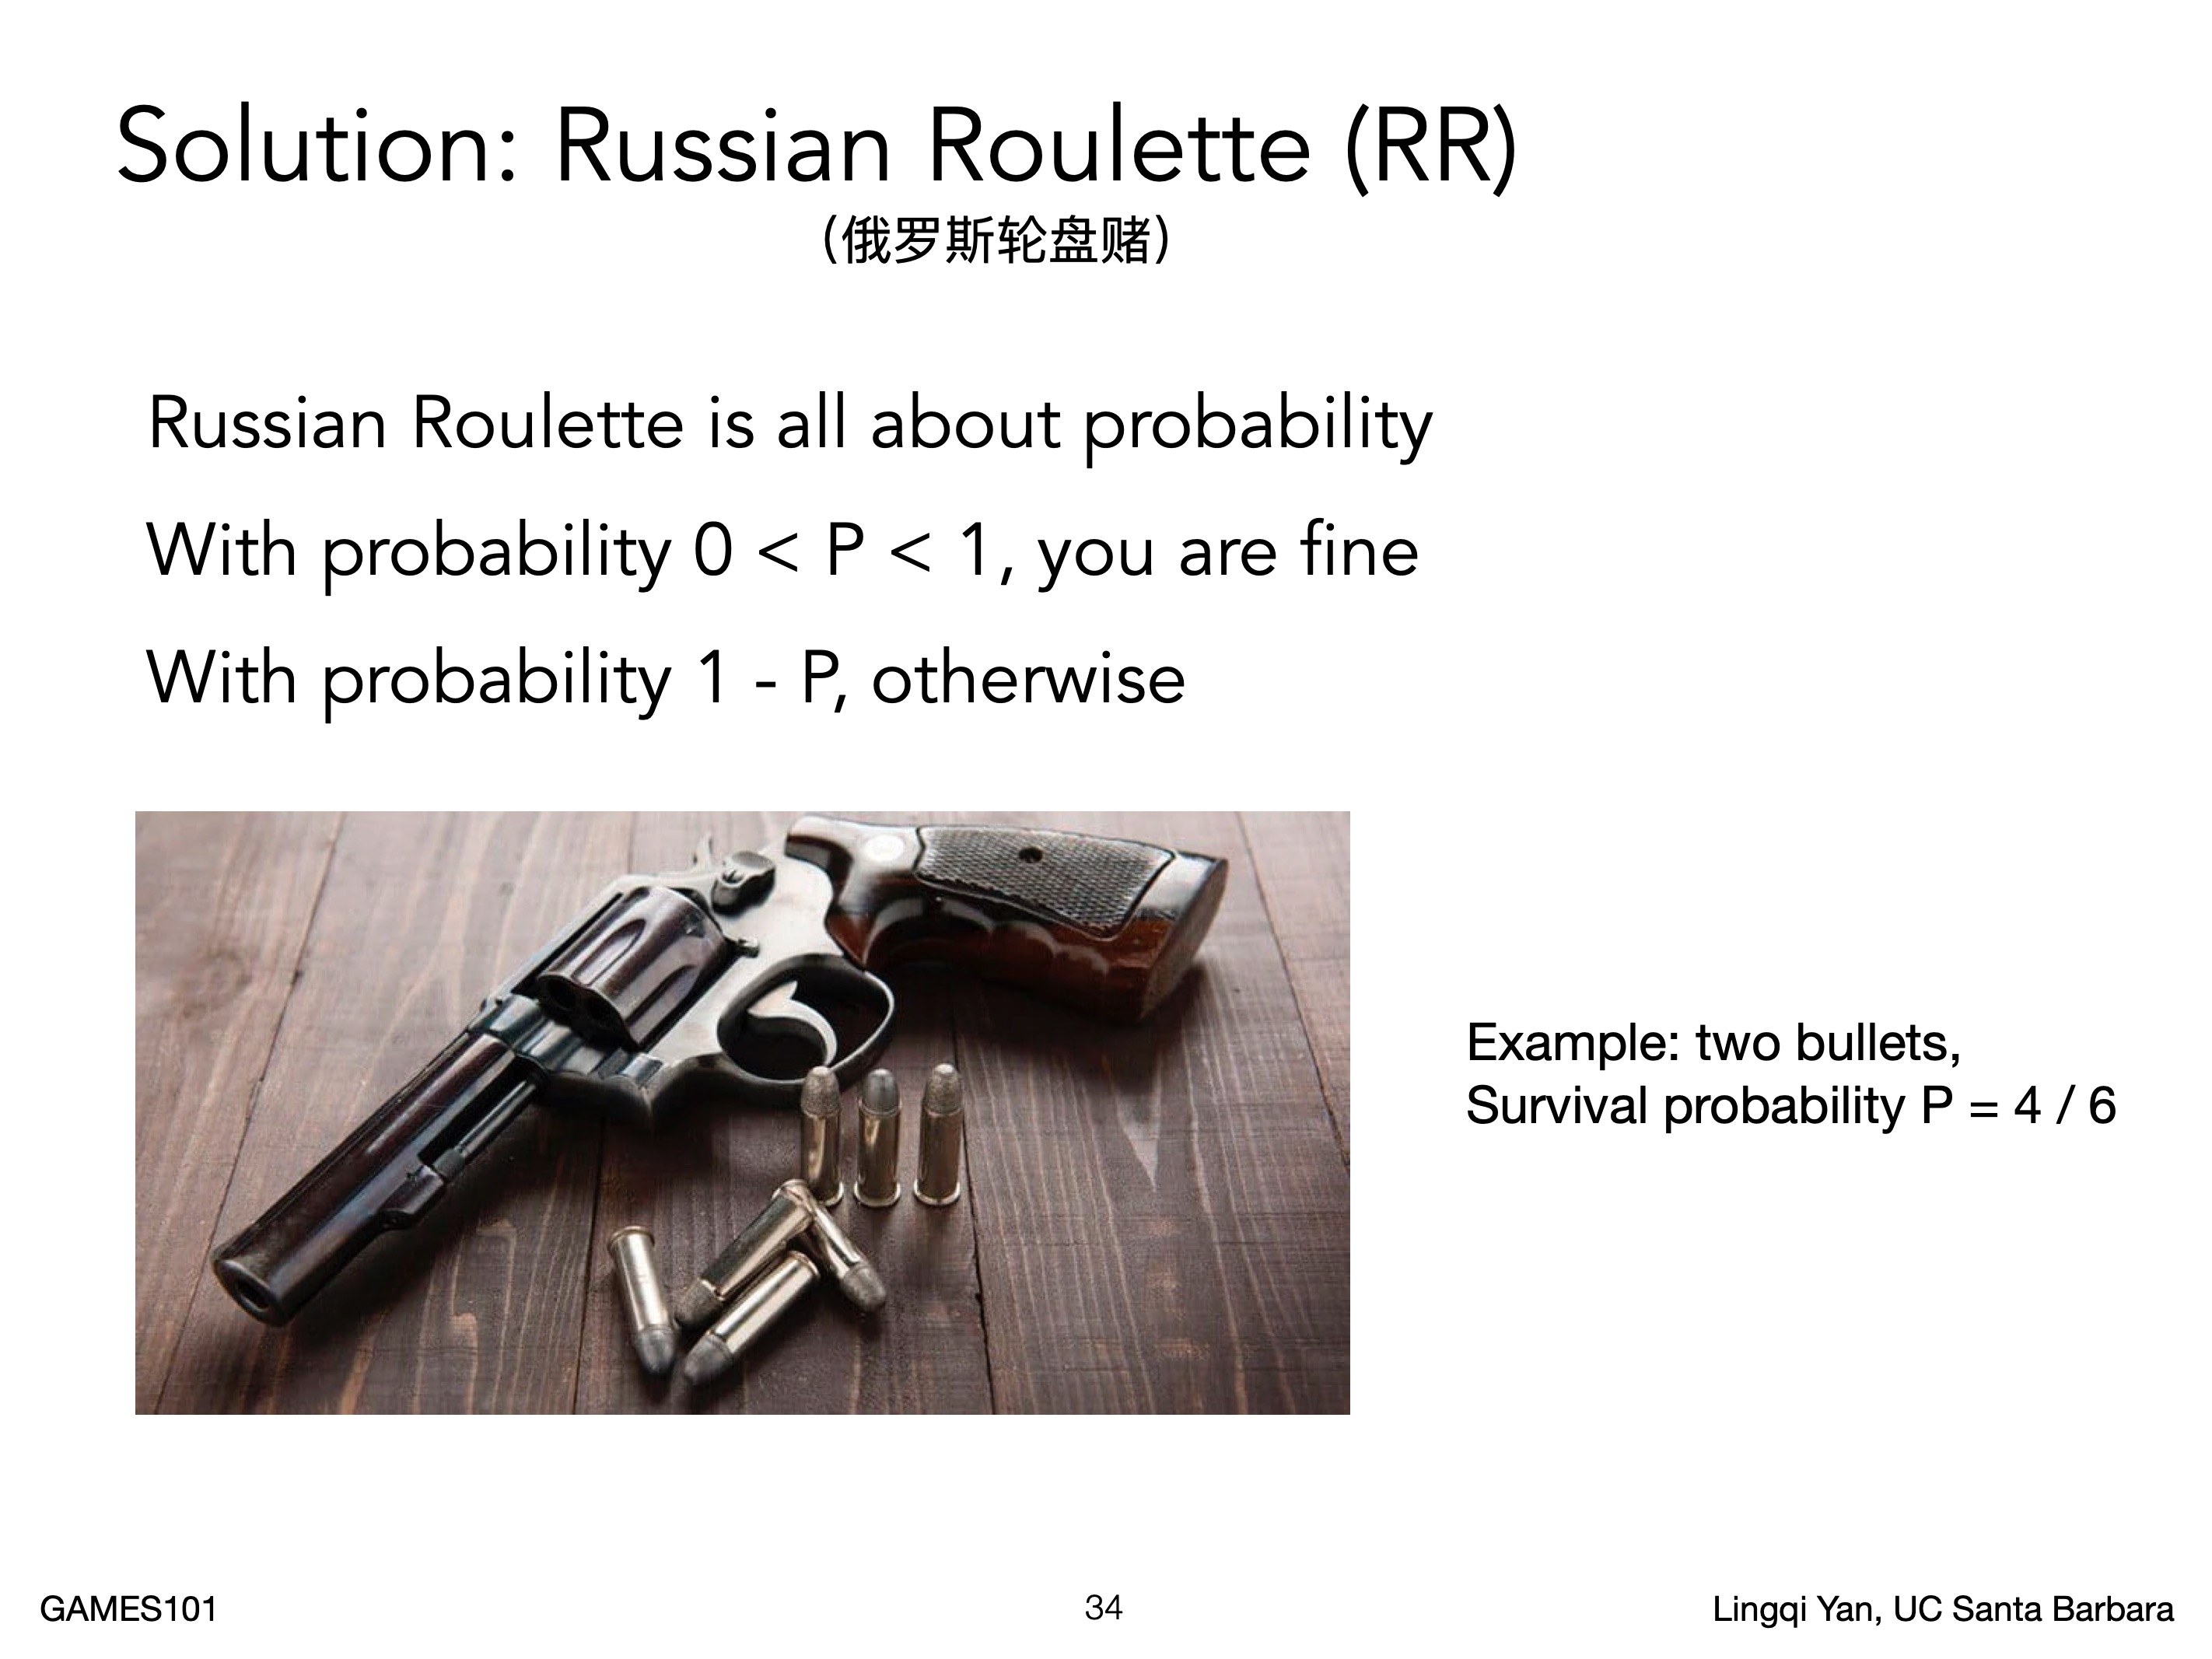 Solution: Russian Roulette (RR)
(俄罗斯轮盘赌)
Russian Roulette is all about probability
With probability 0 < P < 1, you are fine
With probability 1 - P, otherwise
Example: two bullets,
Survival probability P = 4 / 6
GAMES101
34
Lingqi Yan, UC Santa Barbara